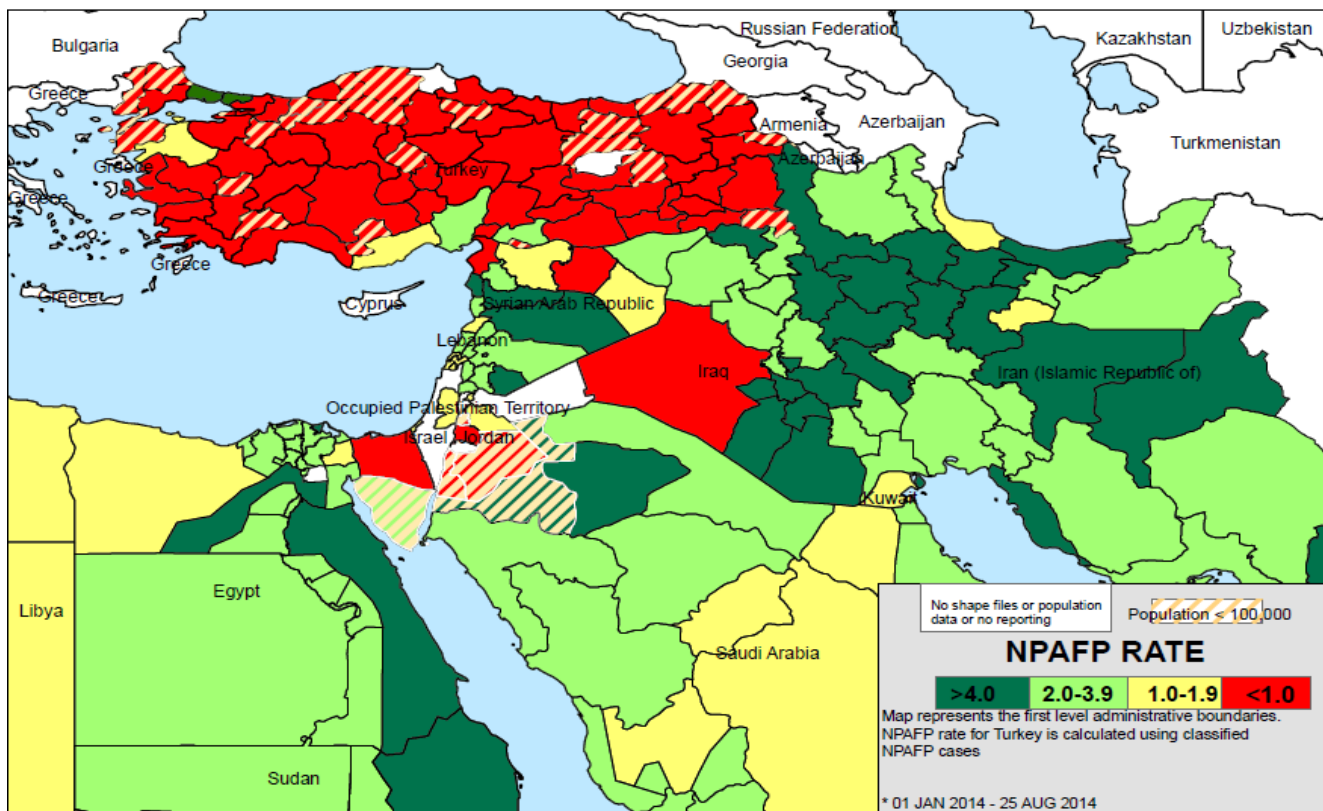 Russian Federation
Kazakhstan
Uzbekistan
Bulgaria
Georgia
Greece
Armenia
Azerbaijan
Turkmenistan
Azerbaijan
Greece
Turkey
Greece
Greece
Greece
Cyprus
Syrian Arab Republic
Lebanon
Iraq
Iran (Islamic Republic of)
Occupied Palestinian Territory
Israel
Jordan
Kuwait
Egypt
Libya
Saudi Arabia
Sudan
No shape files or population
data or no reporting
Population < 100,000
NPAFP RATE
>4.0
2.0-3.9
1.0-1.9
<1.0
Map represents the first level administrative boundaries.
NPAFP rate for Turkey is calculated using classified
NPAFP cases
* 01 JAN 2014 - 25 AUG 2014